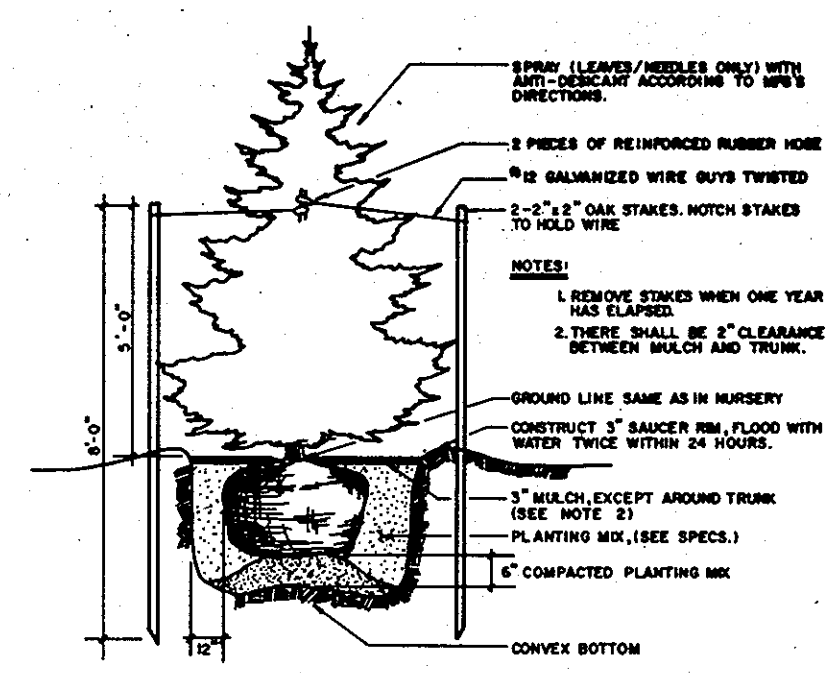 SPRAY (LEAVES/NEEDLES ONLY) WITH
ANTI-DESICANT ACCORDING TO MFG'S
DIRECTIONS.
2 PIECES OF REINFORCED RUBBER HOSE
#12 GALVANIZED WIRE GUYS TWISTED
2-2"x2" OAK STAKES. NOTCH STAKES
TO HOLD WIRE
NOTES:
1. REMOVE STAKES WHEN ONE YEAR
HAS ELAPSED.
2. THERE SHALL BE 2" CLEARANCE
BETWEEN MULCH AND TRUNK.
5'-0"
8'-0"
GROUND LINE SAME AS IN NURSERY
CONSTRUCT 3" SAUCER RIM, FLOOD WITH
WATER TWICE WITHIN 24 HOURS.
3" MULCH, EXCEPT AROUND TRUNK
(SEE NOTE 2)
PLANTING MIX, (SEE SPECS.)
6" COMPACTED PLANTING MIX
12"
CONVEX BOTTOM